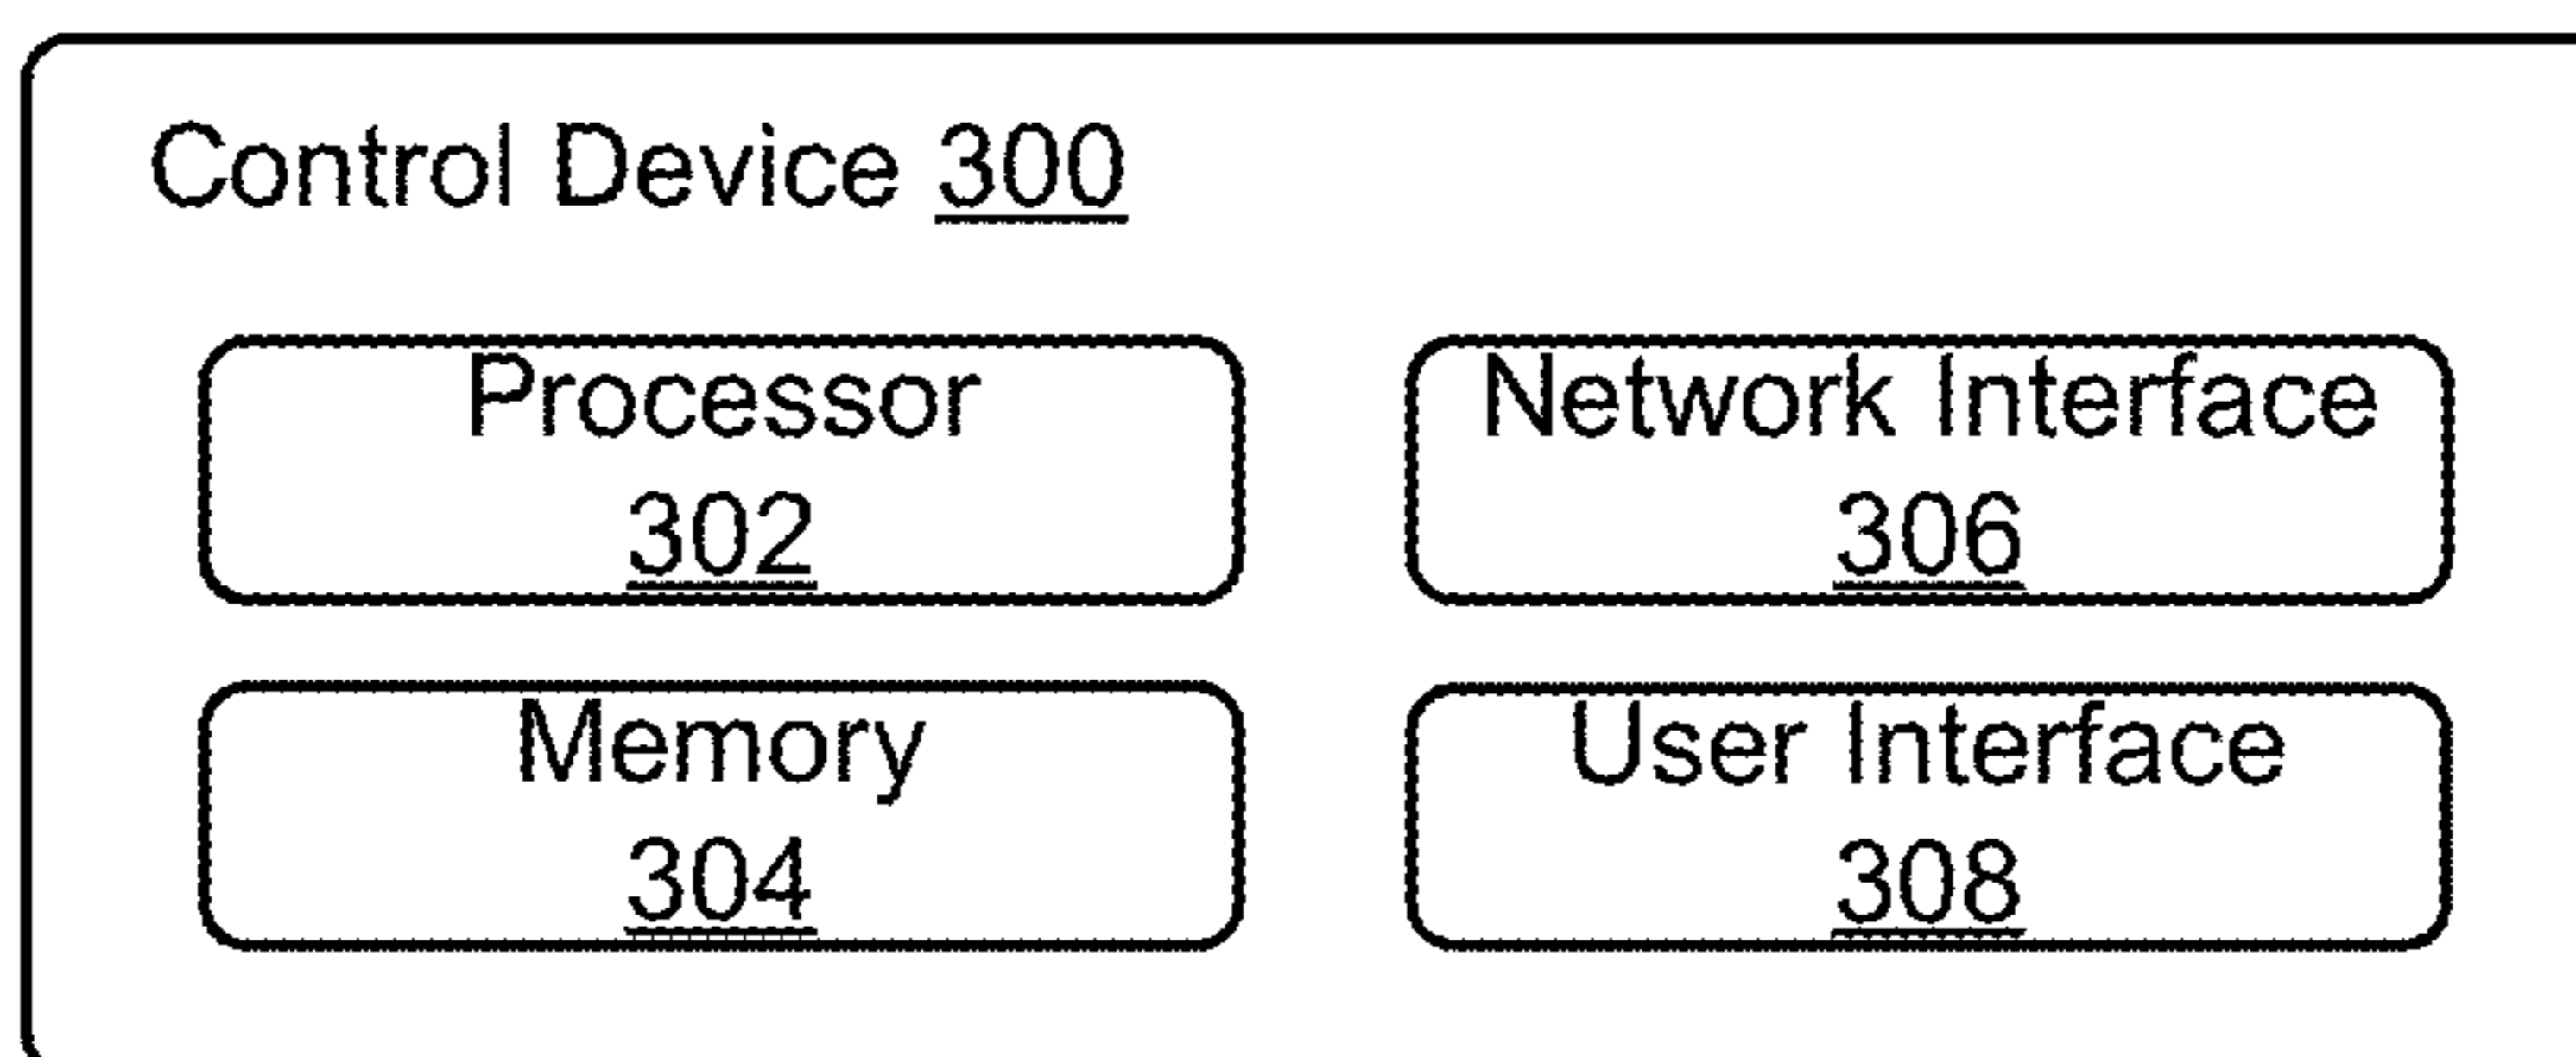 Control Device 300
Processor
302
Network Interface
306
Memory
304
User Interface
308